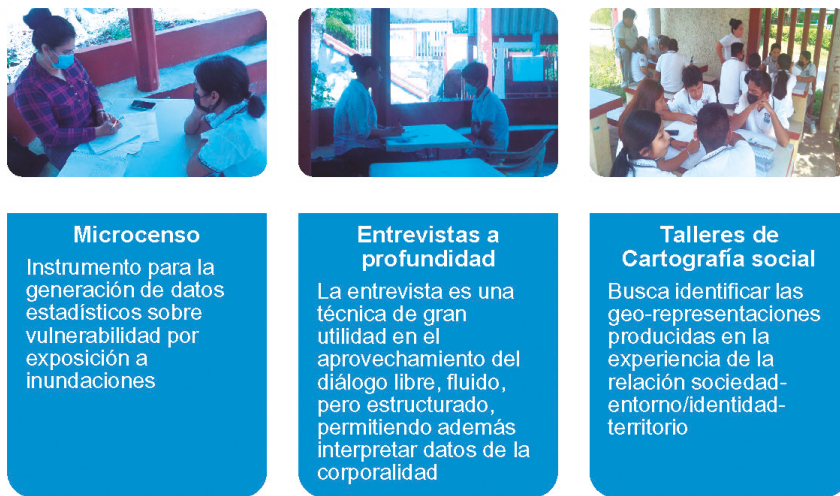 Microcenso
Instrumento para la
generación de datos
estadísticos sobre
vulnerabilidad por
exposición a
inundaciones
Entrevistas a
profundidad
La entrevista es una
técnica de gran
utilidad en el
aprovechamiento del
diálogo libre, fluido,
pero estructurado,
permitiendo además
interpretar datos de la
corporalidad
Talleres de
Cartografía social
Busca identificar las
geo-representaciones
producidas en la
experiencia de la
relación sociedad-
entorno/identidad-
territorio